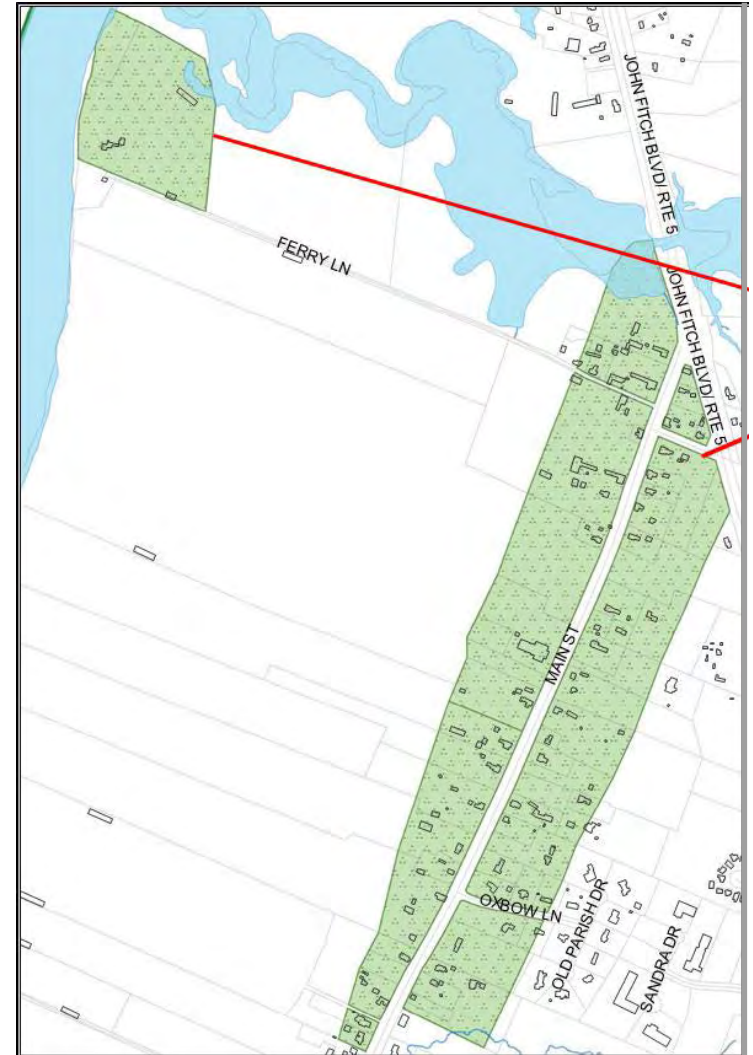 JOHN FITCH BLVD/ RTE 5
FERRY LN
JOHN FITCH BLVD/ RTE 5
MAIN ST
OXBOW LN
OLD PARISH DR
SANDRA DR